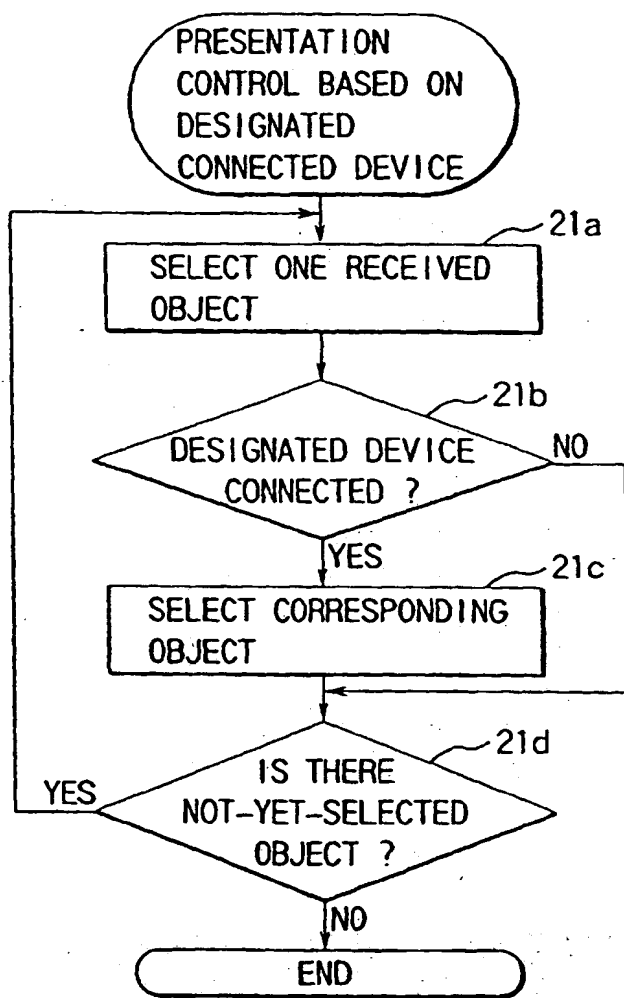 PRESENTATION
CONTROL BASED ON
DESIGNATED
CONNECTED DEVICE
21a
SELECT ONE RECEIVED
OBJECT
21b
DESIGNATED DEVICE
CONNECTED ?
NO
YES
21c
SELECT CORRESPONDING
OBJECT
21d
IS THERE
NOT-YET-SELECTED
OBJECT ?
YES
NO
END